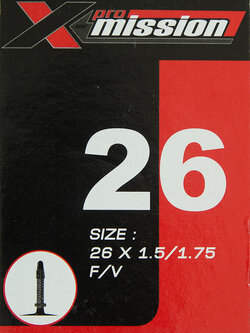 X pro
mission
26
SIZE :
26 X 1.5/1.75
F/V